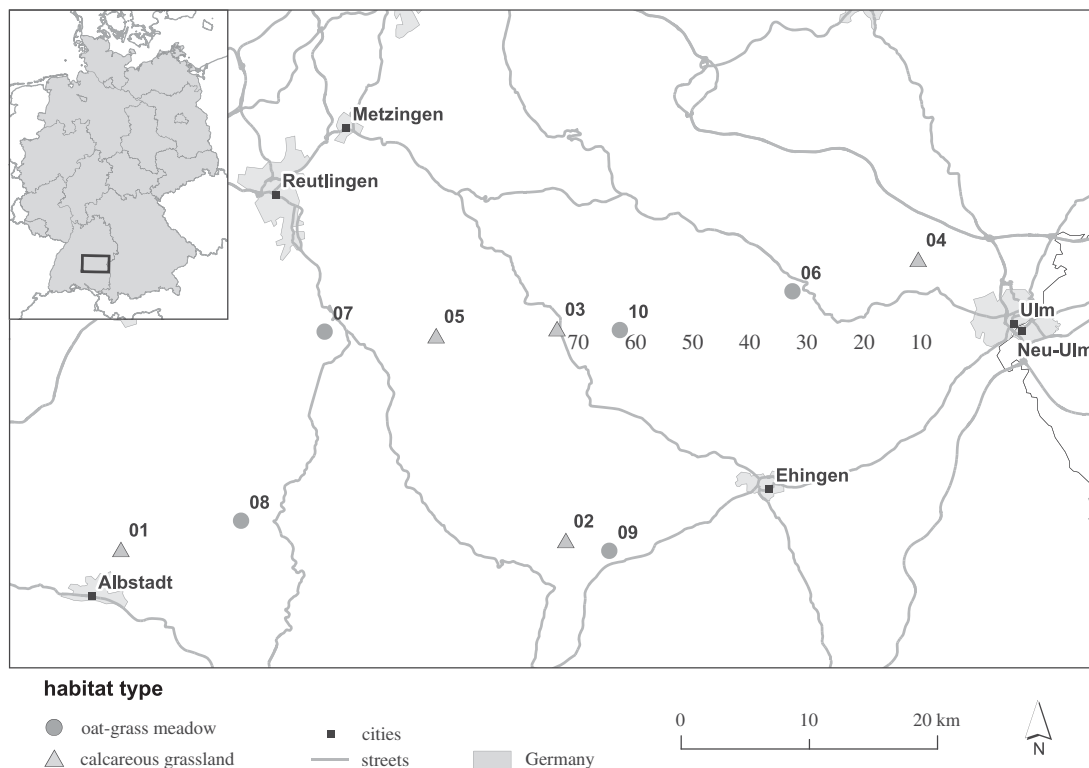 Metzingen
Reutlingen
04
06
07
05
03
10
Ulm
70 60 50 40 30 20 10
Neu-Ulm
Ehingen
08
01
02
09
Albstadt
habitat type
oat-grass meadow
cities
0 10 20 km
calcareous grassland
streets
Germany
N